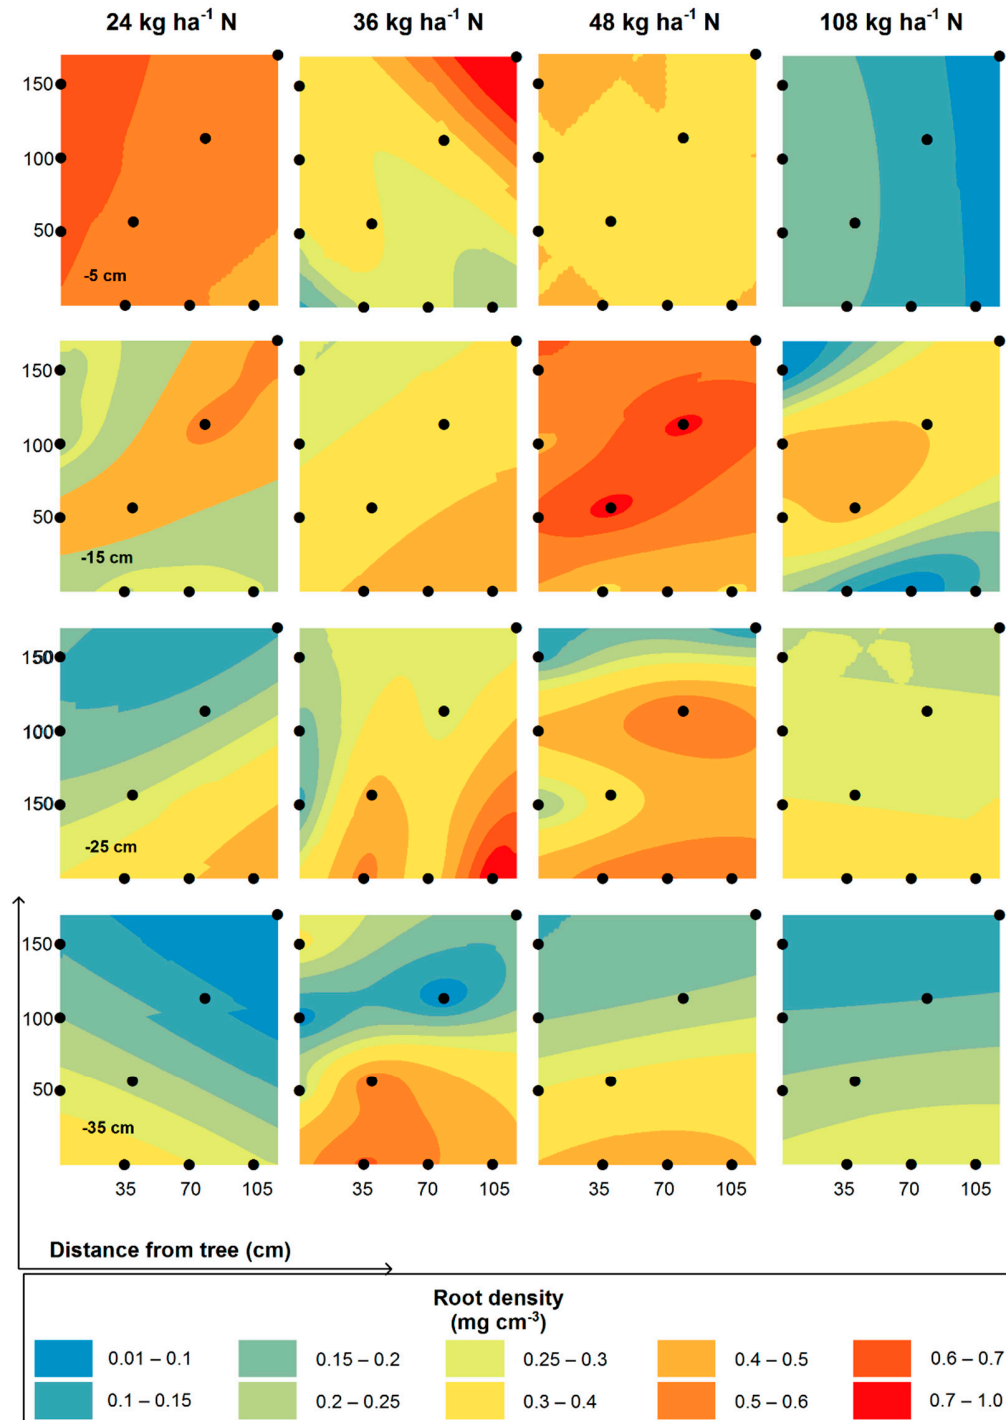 24 kg ha⁻¹ N 36 kg ha⁻¹ N 48 kg ha⁻¹ N 108 kg ha⁻¹ N
150
100
50
-5 cm
150
100
50
-15 cm
150
100
150
-25 cm
150
100
50
-35 cm
35 70 105 35 70 105 35 70 105 35 70 105
Distance from tree (cm)
Root density
(mg cm⁻³)
0.01 – 0.1 0.15 – 0.2 0.25 – 0.3 0.4 – 0.5 0.6 – 0.7
0.1 – 0.15 0.2 – 0.25 0.3 – 0.4 0.5 – 0.6 0.7 – 1.0